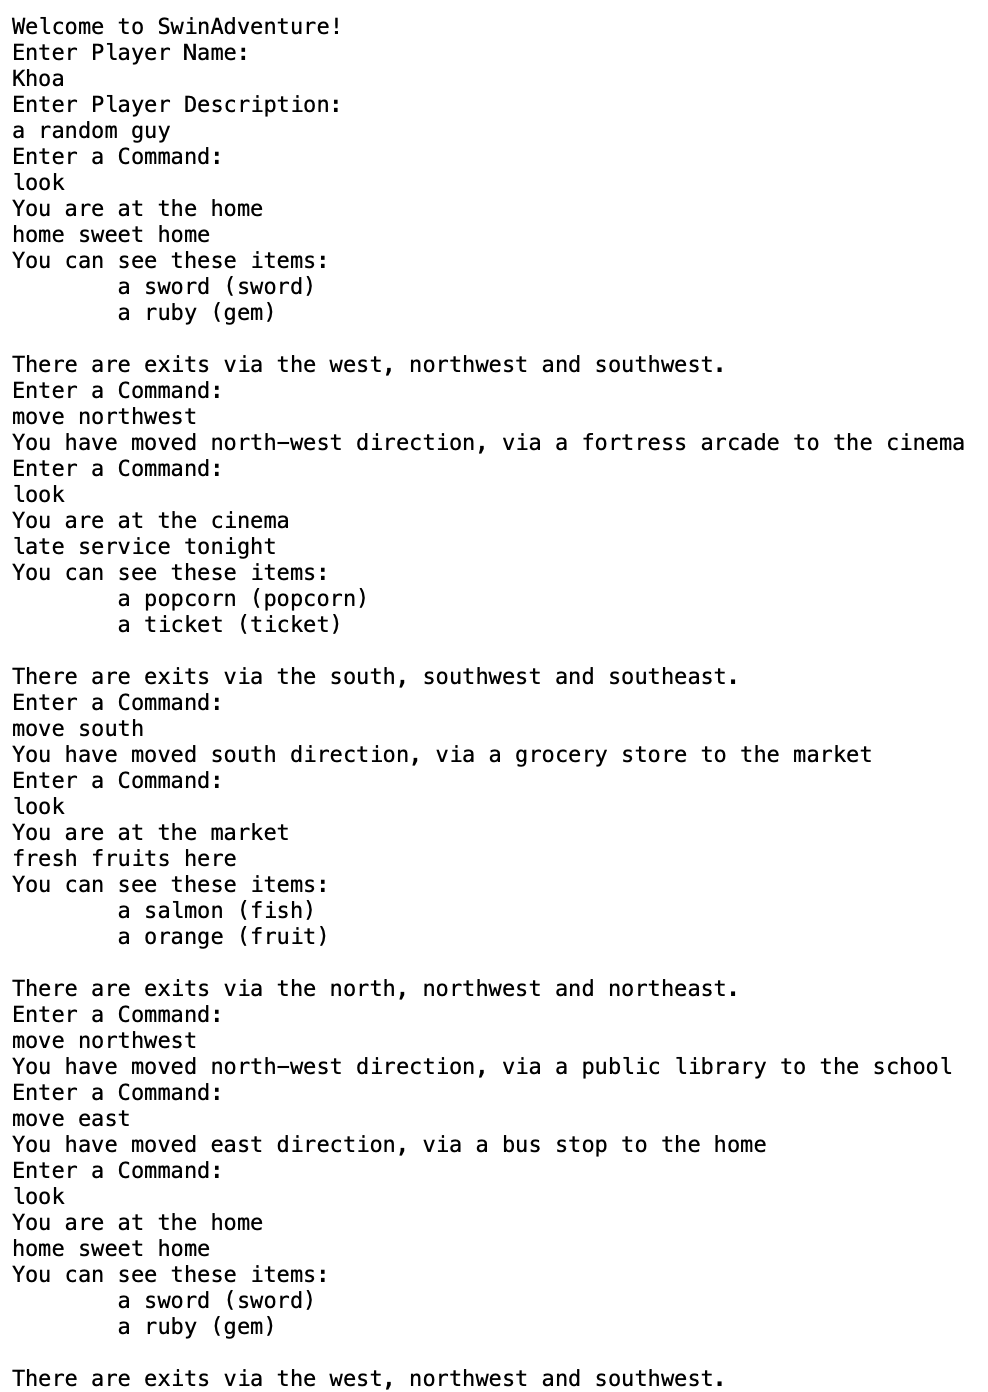 Welcome to SwinAdventure!
Enter Player Name:
Khoa
Enter Player Description:
a random guy
Enter a Command:
look
You are at the home
home sweet home
You can see these items:
        a sword (sword)
        a ruby (gem)

There are exits via the west, northwest and southwest.
Enter a Command:
move northwest
You have moved north-west direction, via a fortress arcade to the cinema
Enter a Command:
look
You are at the cinema
late service tonight
You can see these items:
        a popcorn (popcorn)
        a ticket (ticket)

There are exits via the south, southwest and southeast.
Enter a Command:
move south
You have moved south direction, via a grocery store to the market
Enter a Command:
look
You are at the market
fresh fruits here
You can see these items:
        a salmon (fish)
        a orange (fruit)

There are exits via the north, northwest and northeast.
Enter a Command:
move northwest
You have moved north-west direction, via a public library to the school
Enter a Command:
move east
You have moved east direction, via a bus stop to the home
Enter a Command:
look
You are at the home
home sweet home
You can see these items:
        a sword (sword)
        a ruby (gem)

There are exits via the west, northwest and southwest.